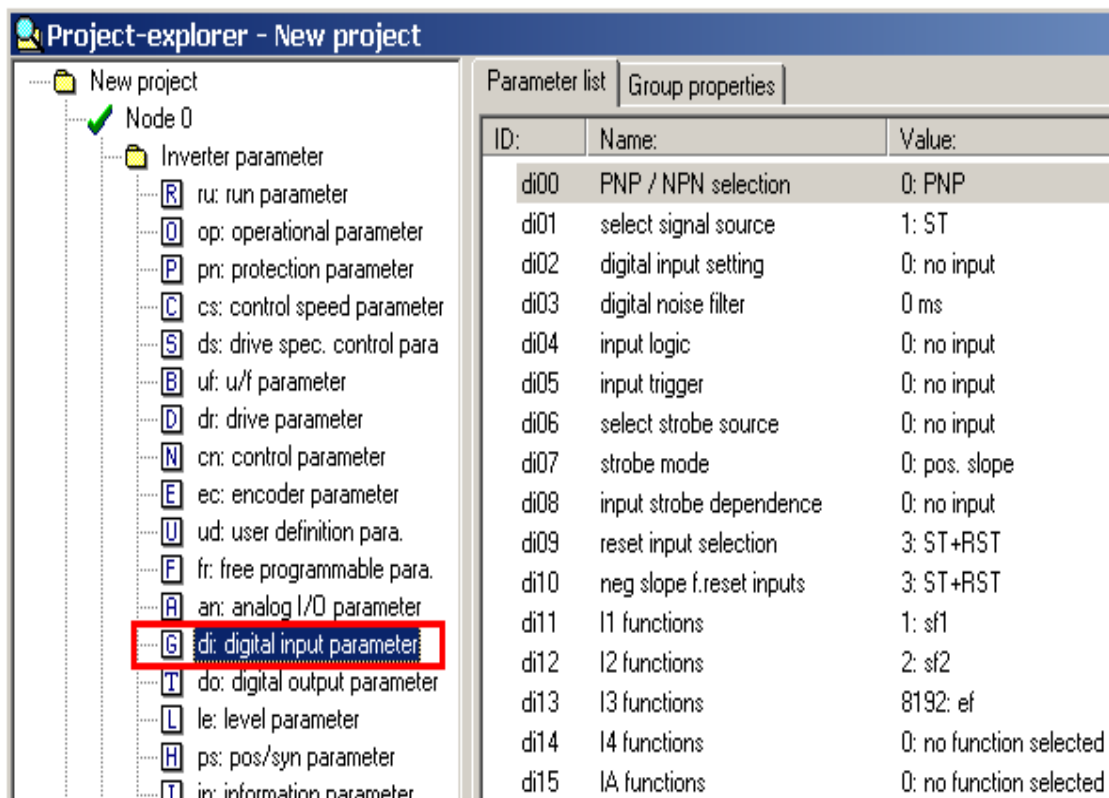 Project-explorer - New project
New project
Node 0
Inverter parameter
R ru: run parameter
O op: operational parameter
P pn: protection parameter
C cs: control speed parameter
S ds: drive spec. control para
B uf: u/f parameter
D dr: drive parameter
N cn: control parameter
E ec: encoder parameter
U ud: user definition para.
F fr: free programmable para.
A an: analog I/O parameter
G di: digital input parameter
T do: digital output parameter
L le: level parameter
H ps: pos/syn parameter
I in: information parameter
Parameter list Group properties
ID: Name: Value:
di00 PNP / NPN selection 0: PNP
di01 select signal source 1: ST
di02 digital input setting 0: no input
di03 digital noise filter 0 ms
di04 input logic 0: no input
di05 input trigger 0: no input
di06 select strobe source 0: no input
di07 strobe mode 0: pos. slope
di08 input strobe dependence 0: no input
di09 reset input selection 3: ST+RST
di10 neg slope f.reset inputs 3: ST+RST
di11 I1 functions 1: sf1
di12 I2 functions 2: sf2
di13 I3 functions 8192: ef
di14 I4 functions 0: no function selected
di15 IA functions 0: no function selected